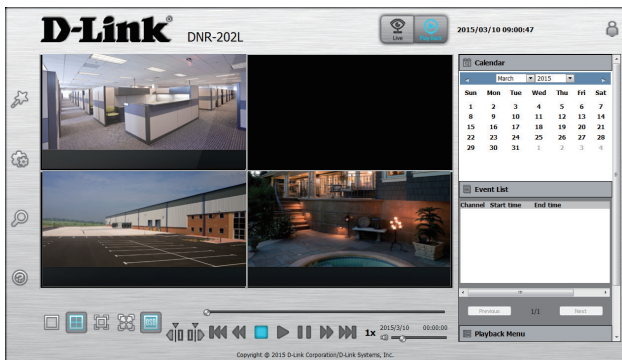 D-Link®
DNR-202L
Live
Playback
2015/03/10 09:00:47
Calendar
March 2015
Sun Mon Tue Wed Thu Fri Sat
1 2 3 4 5 6 7
8 9 10 11 12 13 14
15 16 17 18 19 20 21
22 23 24 25 26 27 28
29 30 31 1 2 3 4
Event List
Channel Start time End time
Previous 1/1 Next
Playback Menu
1x
2015/3/10 00:00:00
Copyright @ 2015 D-Link Corporation/D-Link Systems, Inc.